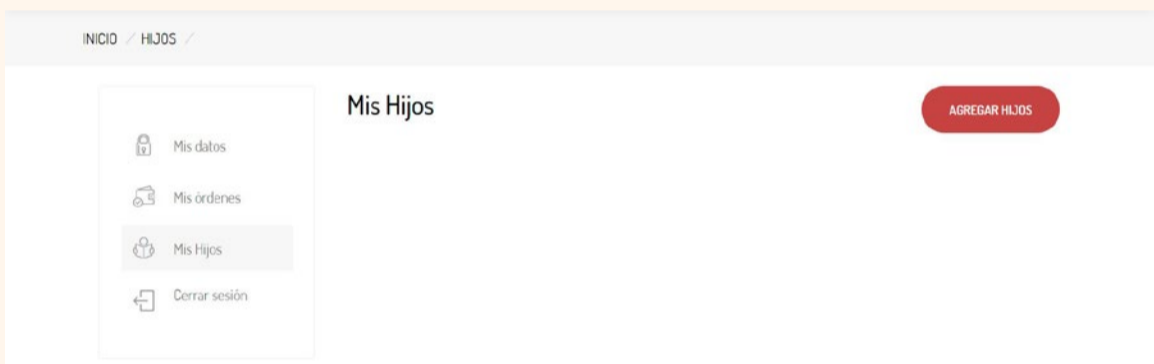 INICIO / HIJOS /
Mis Hijos
AGREGAR HIJOS
Mis datos
Mis órdenes
Mis Hijos
Cerrar sesión